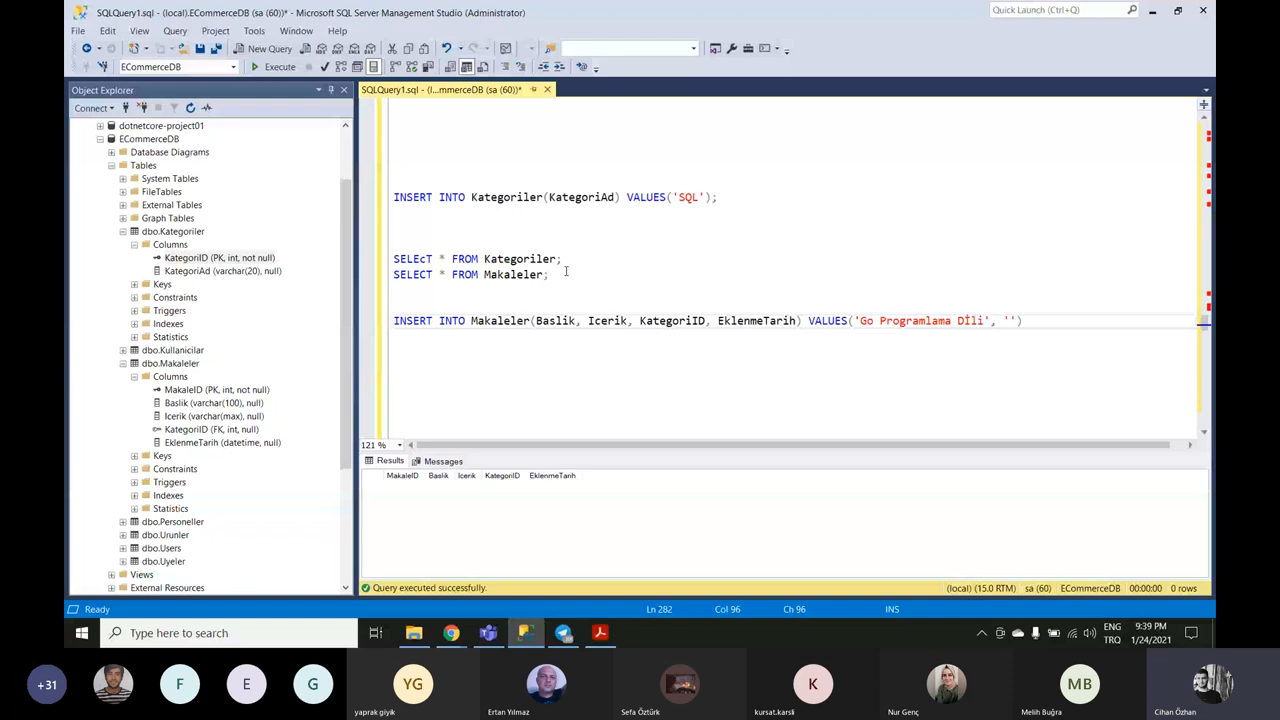 SQLQuery1.sql - (local).ECommerceDB (sa (60))* - Microsoft SQL Server Management Studio (Administrator)
Quick Launch (Ctrl+Q)
File Edit View Query Project Tools Window Help
New Query
MDX DMX XMLA DAX
ECommerceDB
Execute
Object Explorer
SQLQuery1.sql - (l...mmerceDB (sa (60))*
Connect
dotnetcore-project01
ECommerceDB
Database Diagrams
Tables
System Tables
FileTables
External Tables
Graph Tables
dbo.Kategoriler
Columns
KategoriID (PK, int, not null)
KategoriAd (varchar(20), null)
Keys
Constraints
Triggers
Indexes
Statistics
dbo.Kullanicilar
dbo.Makaleler
Columns
MakaleID (PK, int, not null)
Baslik (varchar(100), null)
Icerik (varchar(max), null)
KategoriID (FK, int, null)
EklenmeTarih (datetime, null)
Keys
Constraints
Triggers
Indexes
Statistics
dbo.Personeller
dbo.Urunler
dbo.Users
dbo.Uyeler
Views
External Resources
INSERT INTO Kategoriler(KategoriAd) VALUES('SQL');
SELEcT * FROM Kategoriler;
SELECT * FROM Makaleler;
INSERT INTO Makaleler(Baslik, Icerik, KategoriID, EklenmeTarih) VALUES('Go Programlama Dİli', '')
121 %
Results Messages
MakaleID Baslik Icerik KategoriID EklenmeTarih
Query executed successfully.
(local) (15.0 RTM) sa (60) ECommerceDB 00:00:00 0 rows
Ready
Ln 282 Col 96 Ch 96 INS
Type here to search
ENG
TRQ
9:39 PM
1/24/2021
+31
F
E
G
YG
yaprak giyik
Ertan Yılmaz
Sefa Öztürk
K
kursat.karsli
Nur Genç
MB
Melih Buğra
Cihan Özhan